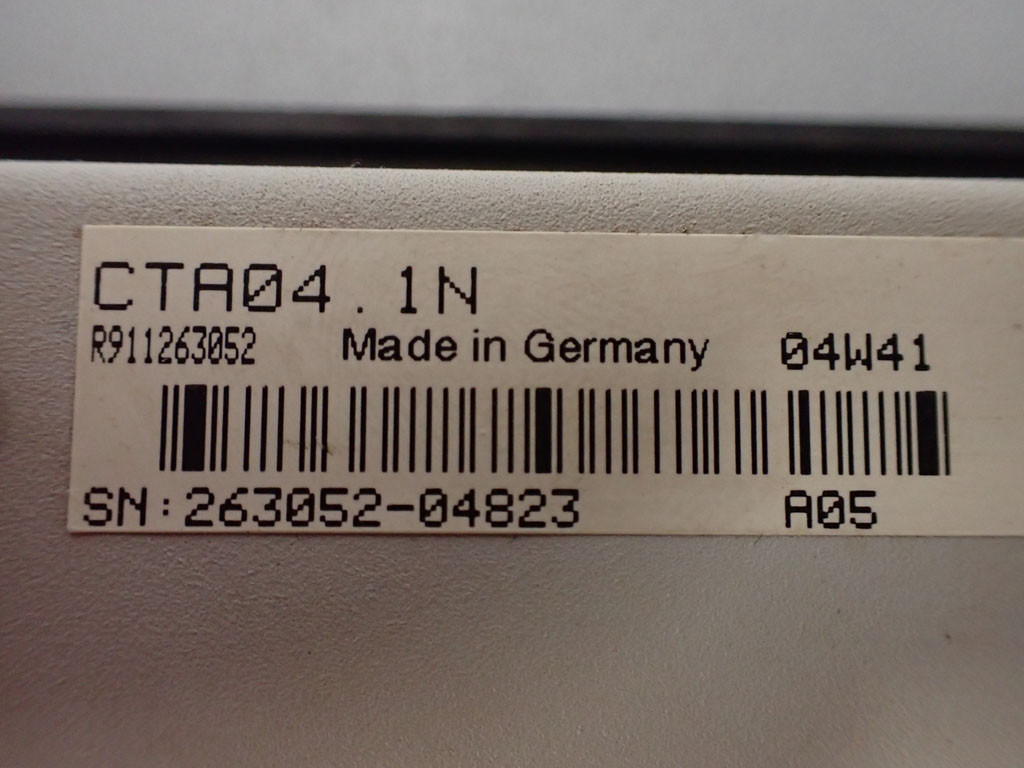 CTA04.1N
R911263052 Made in Germany 04W41
SN:263052-04823 A05